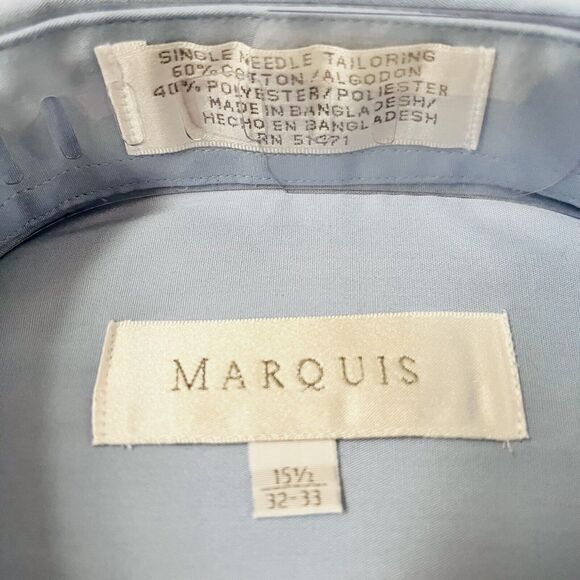 SINGLE NEEDLE TAILORING
60% COTTON/ALGODON
40% POLYESTER/POLIESTER
MADE IN BANGLADESH/
HECHO EN BANGLADESH
RN 51471
MARQUIS
15½
32-33